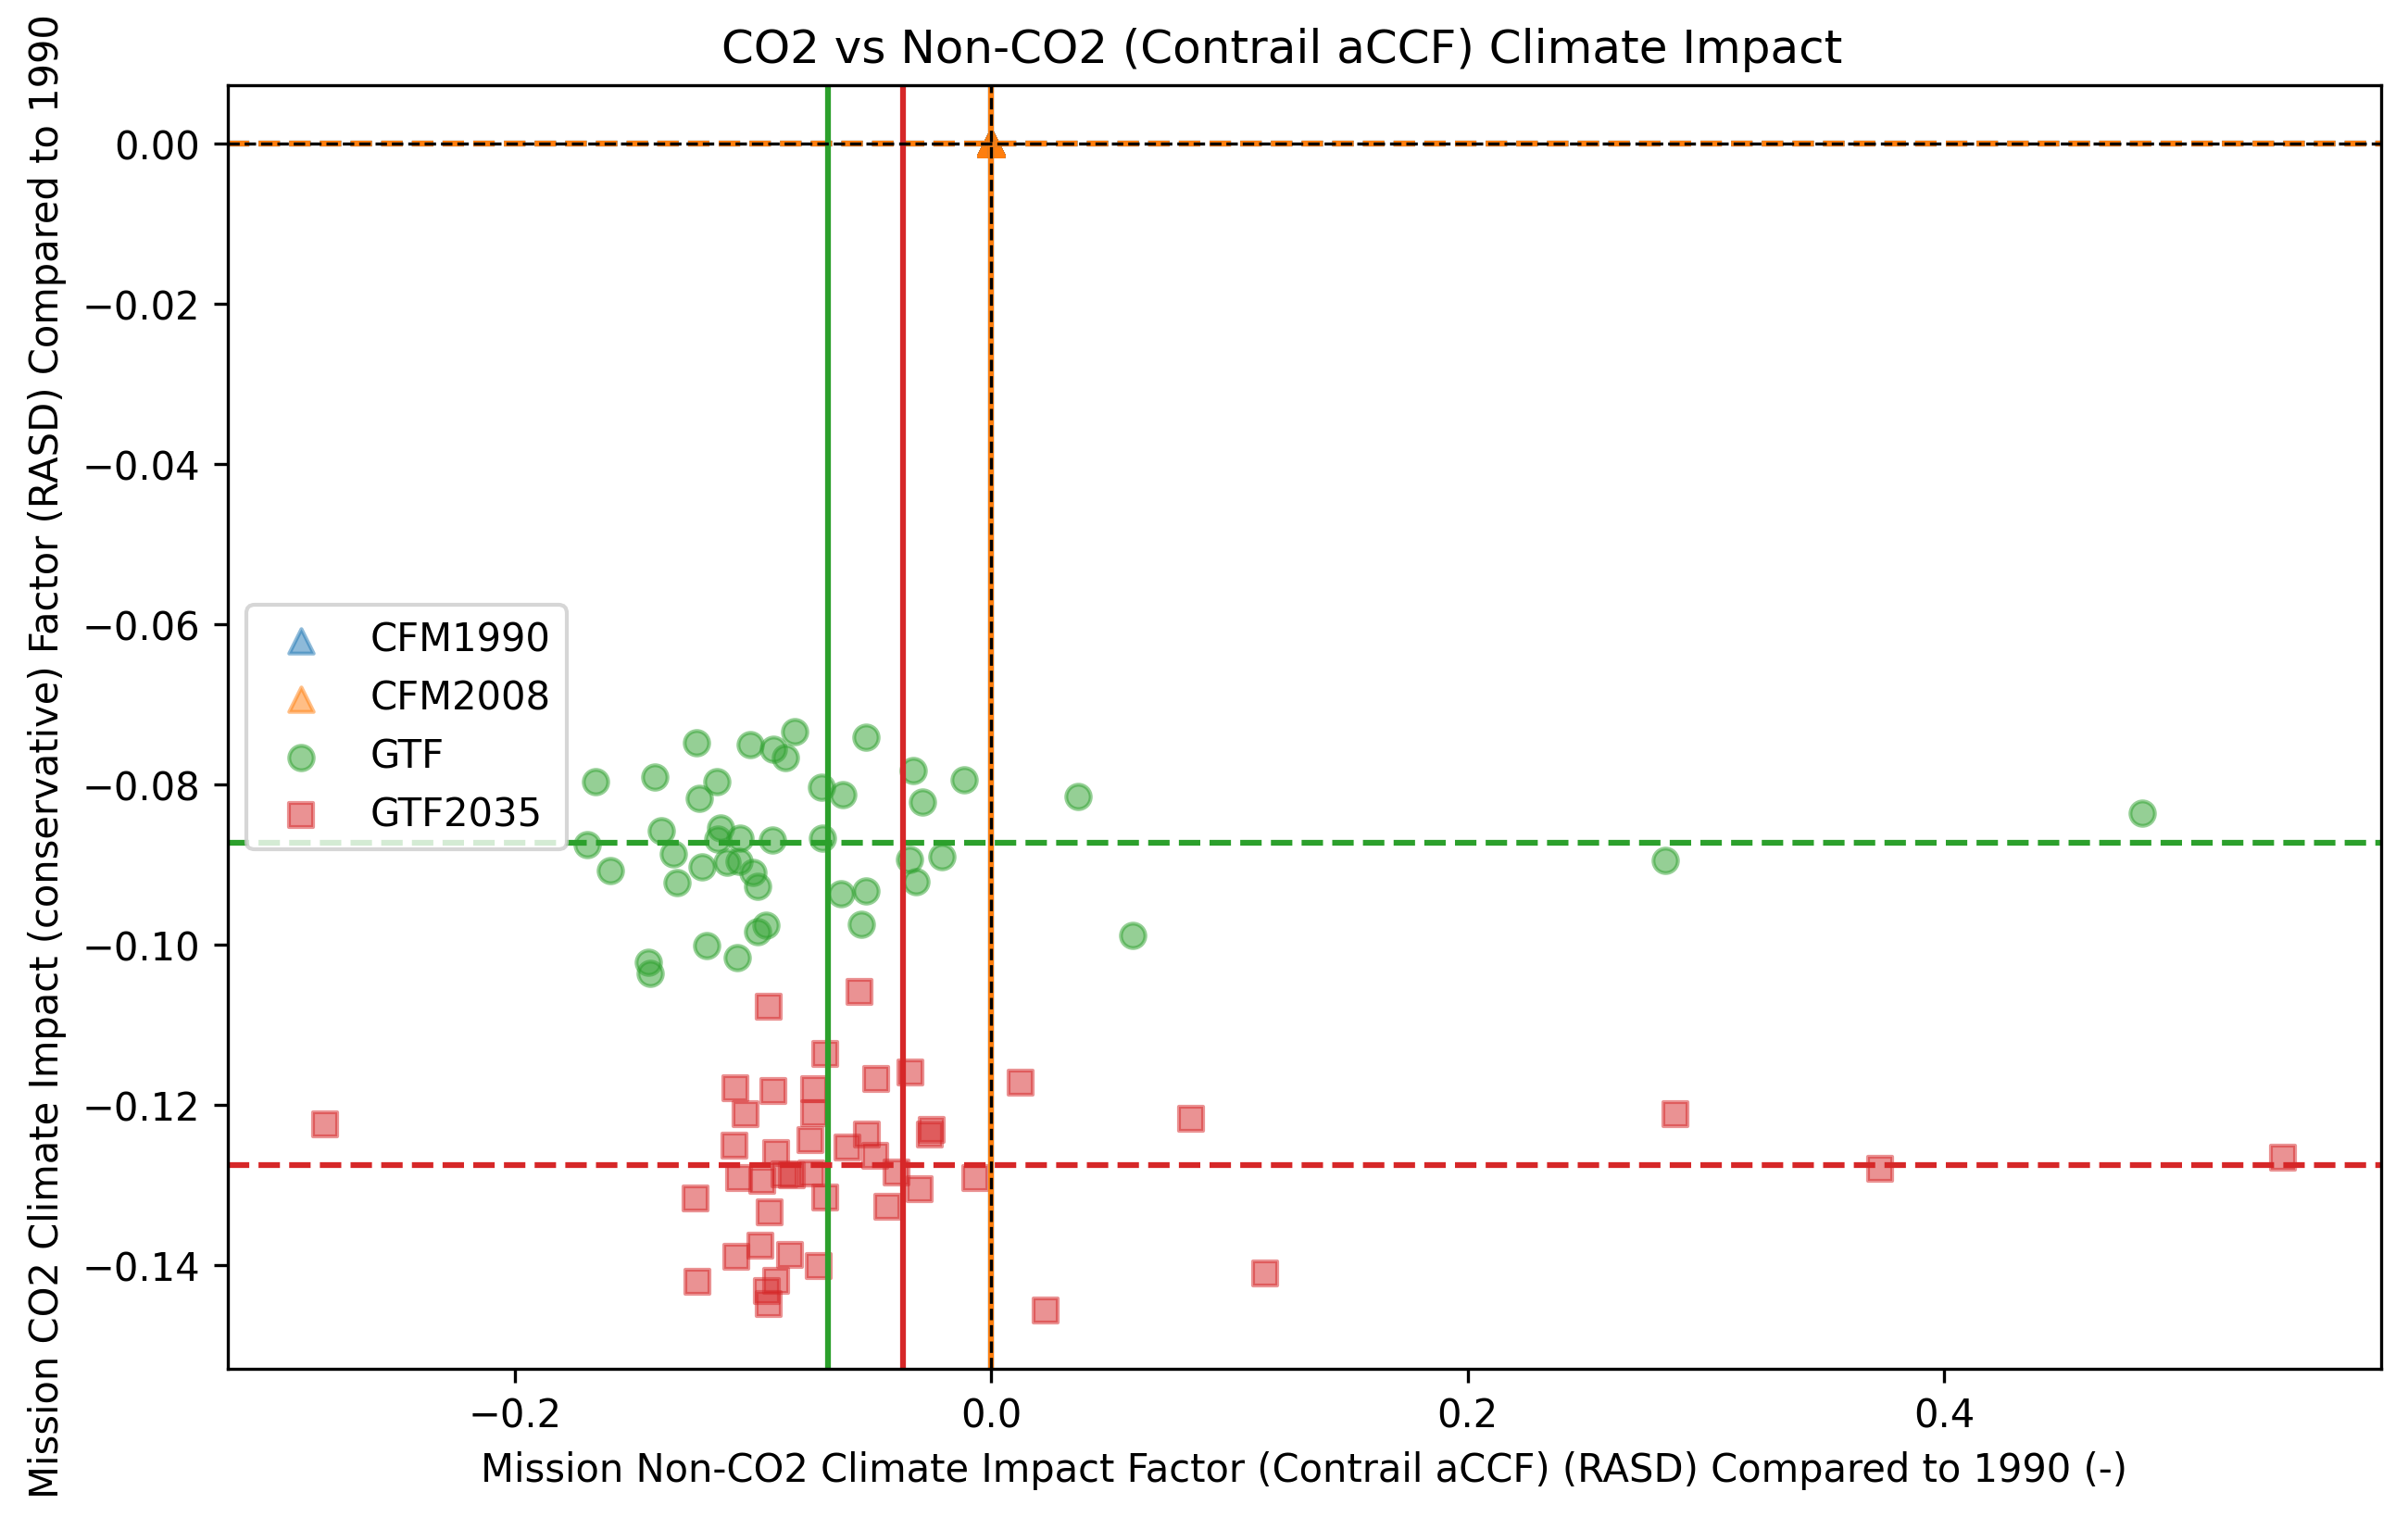 CO2 vs Non-CO2 (Contrail aCCF) Climate Impact
Mission CO2 Climate Impact (conservative) Factor (RASD) Compared to 1990
0.00
−0.02
−0.04
−0.06
−0.08
−0.10
−0.12
−0.14
CFM1990
CFM2008
GTF
GTF2035
−0.2
0.0
0.2
0.4
Mission Non-CO2 Climate Impact Factor (Contrail aCCF) (RASD) Compared to 1990 (-)